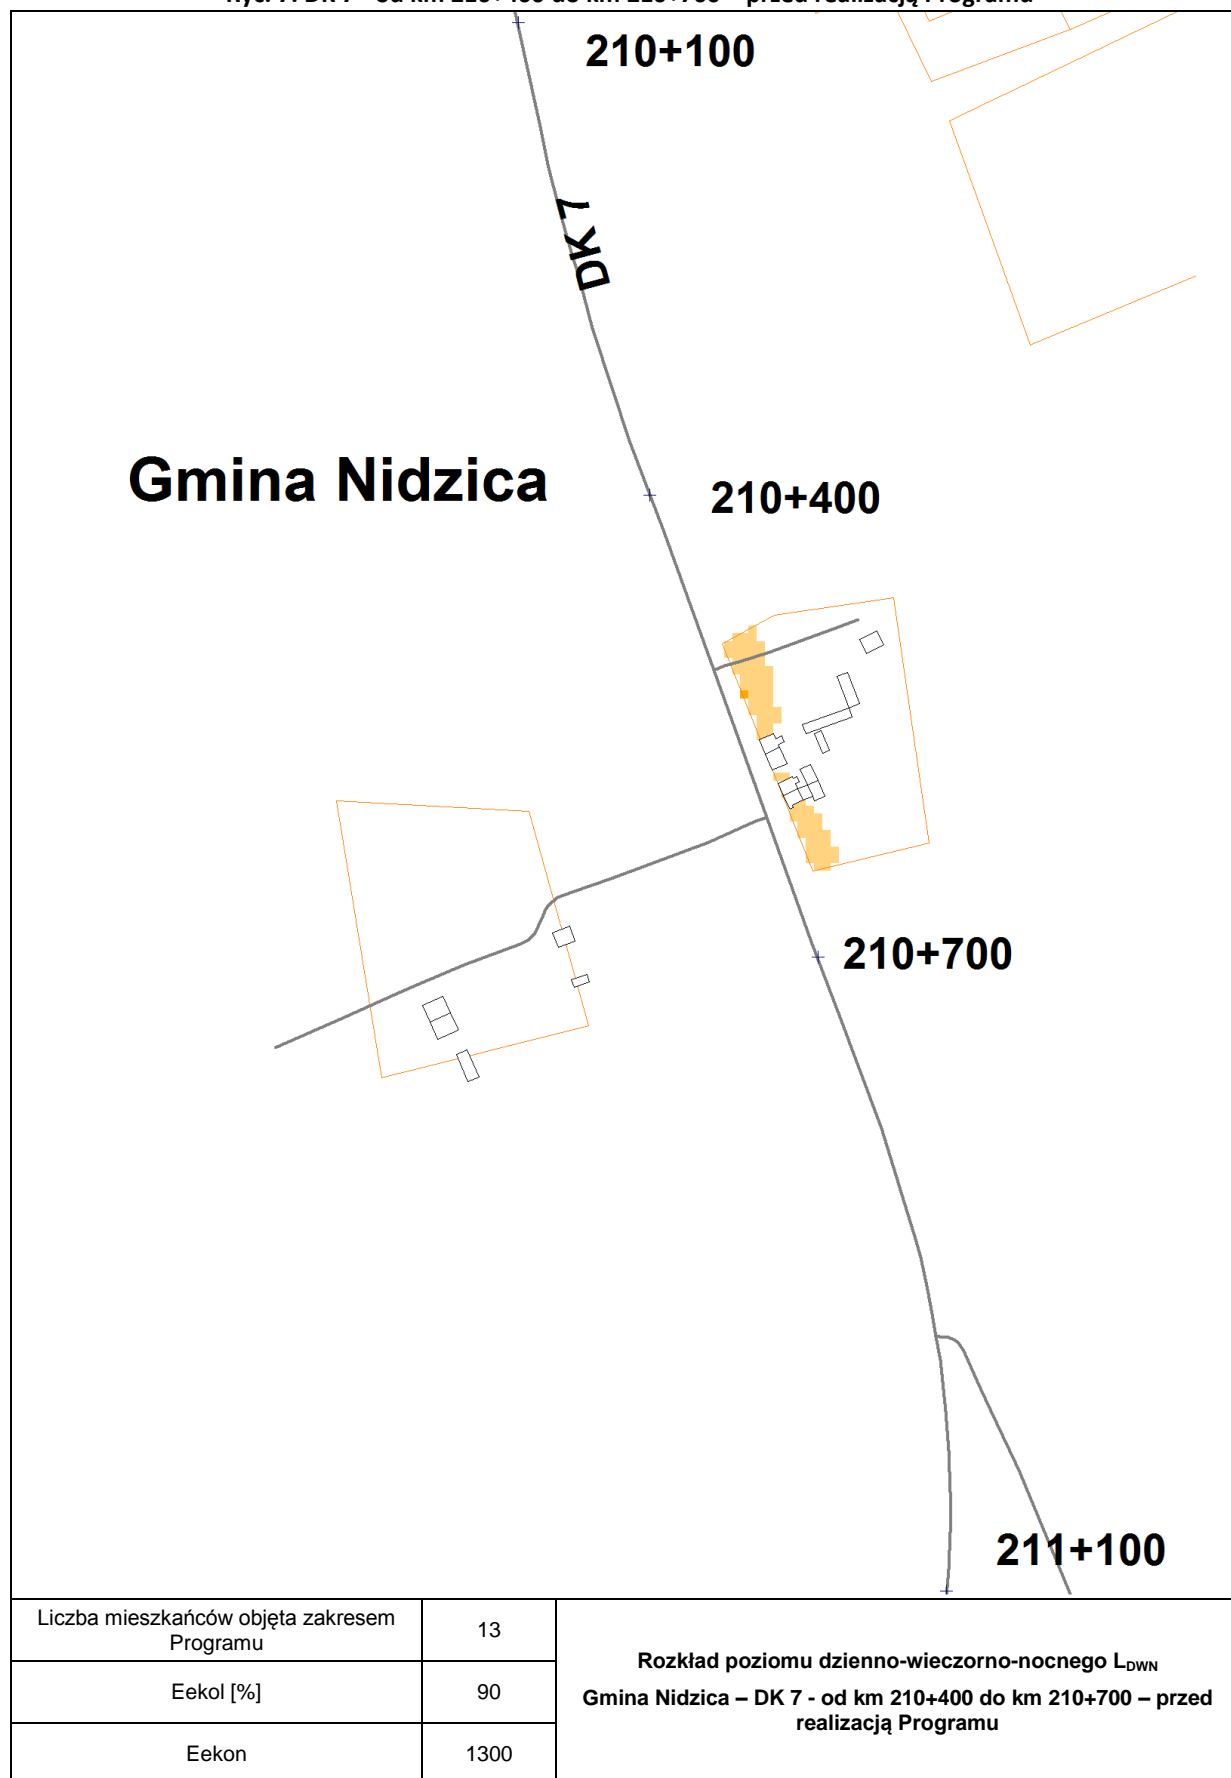 210+100
DK 7
Gmina Nidzica
210+400
210+700
211+100
Liczba mieszkańców objęta zakresem
Programu
13
Eekol [%]
90
Eekon
1300
Rozkład poziomu dzienno-wieczorno-nocnego LDWN
Gmina Nidzica – DK 7 - od km 210+400 do km 210+700 – przed
realizacją Programu